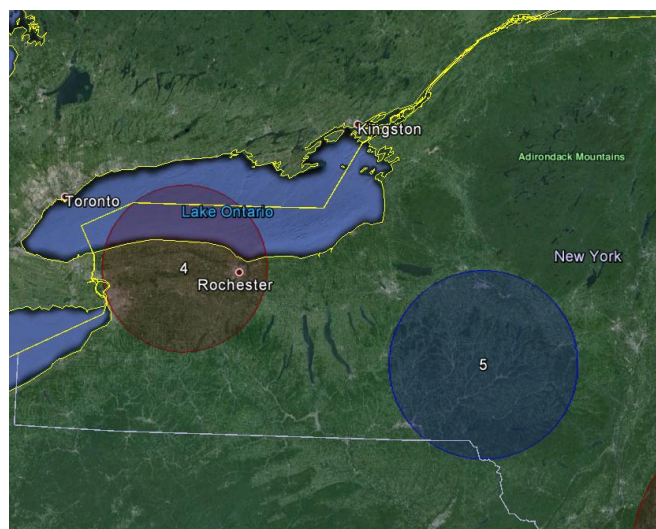 Kingston
Adirondack Mountains
Toronto
Lake Ontario
New York
4
Rochester
5